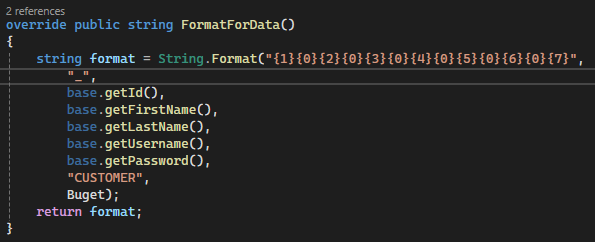 2 references
override public string FormatForData()
{
string format = String.Format("{1}{0}{2}{0}{3}{0}{4}{0}{5}{0}{6}{0}{7}",
"_",
base.getId(),
base.getFirstName(),
base.getLastName(),
base.getUsername(),
base.getPassword(),
"CUSTOMER",
Buget);
return format;
}